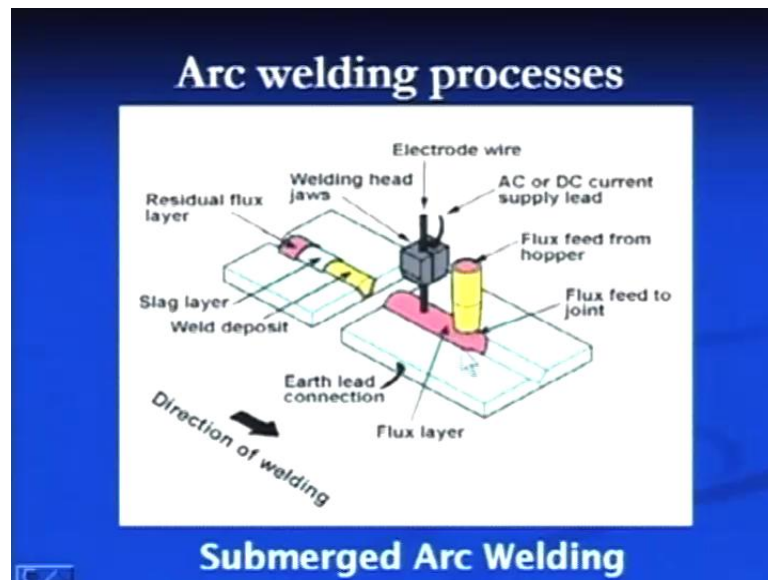 Arc welding processes
Electrode wire
Welding head
jaws
AC or DC current
supply lead
Residual flux
layer
Flux feed from
hopper
Slag layer
Flux feed to
joint
Weld deposit
Earth lead
connection
Flux layer
Direction of welding
Submerged Arc Welding